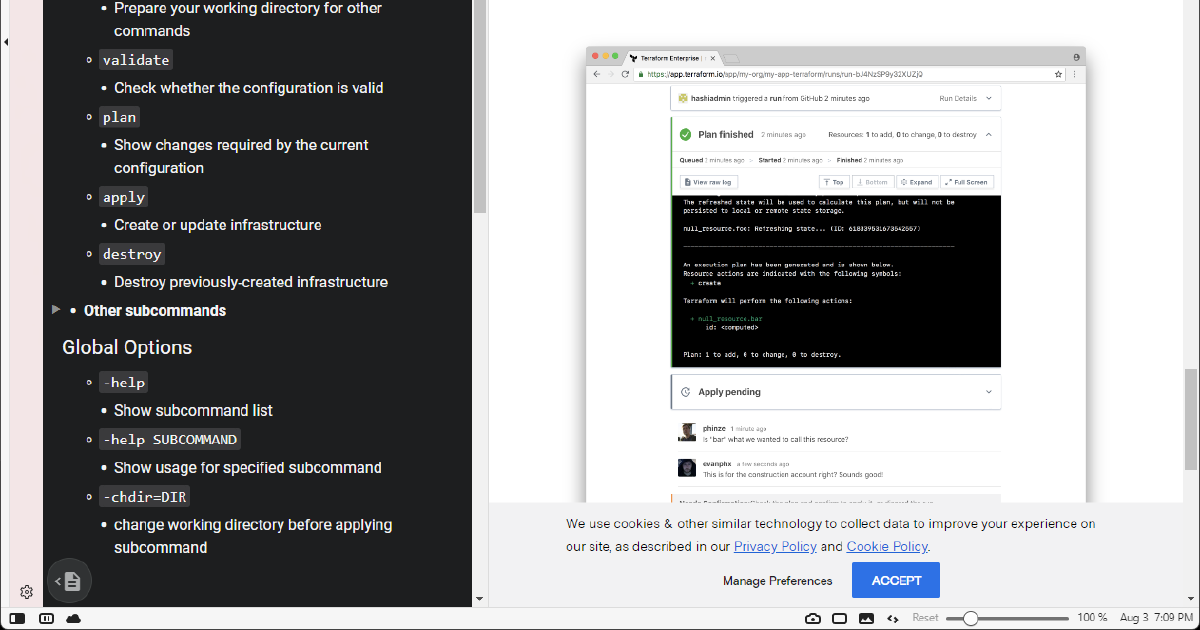 Prepare your working directory for other
commands
validate
Check whether the configuration is valid
plan
Show changes required by the current
configuration
apply
Create or update infrastructure
destroy
Destroy previously-created infrastructure
Other subcommands
Global Options
-help
Show subcommand list
-help SUBCOMMAND
Show usage for specified subcommand
-chdir=DIR
change working directory before applying
subcommand
Terraform Enterprise |
https://app.terraform.io/app/my-org/my-app-terraform/runs/run-bJ4NzSP9y32XUZjQ
hashiadmin triggered a run from GitHub 2 minutes ago
Run Details
Plan finished 2 minutes ago
Resources: 1 to add, 0 to change, 0 to destroy
Queued 2 minutes ago > Started 2 minutes ago > Finished 2 minutes ago
View raw log
Top
Bottom
Expand
Full Screen
The refreshed state will be used to calculate this plan, but will not be
persisted to local or remote state storage.
null_resource.foo: Refreshing state... (ID: 6183395316735426557)
An execution plan has been generated and is shown below.
Resource actions are indicated with the following symbols:
+ create
Terraform will perform the following actions:
+ null_resource.bar
id: <computed>
Plan: 1 to add, 0 to change, 0 to destroy.
Apply pending
phinze 1 minute ago
Is "bar" what we wanted to call this resource?
evanphx a few seconds ago
This is for the construction account right? Sounds good!
We use cookies & other similar technology to collect data to improve your experience on
our site, as described in our Privacy Policy and Cookie Policy.
Manage Preferences
ACCEPT
Reset
100 %
Aug 3 7:09 PM